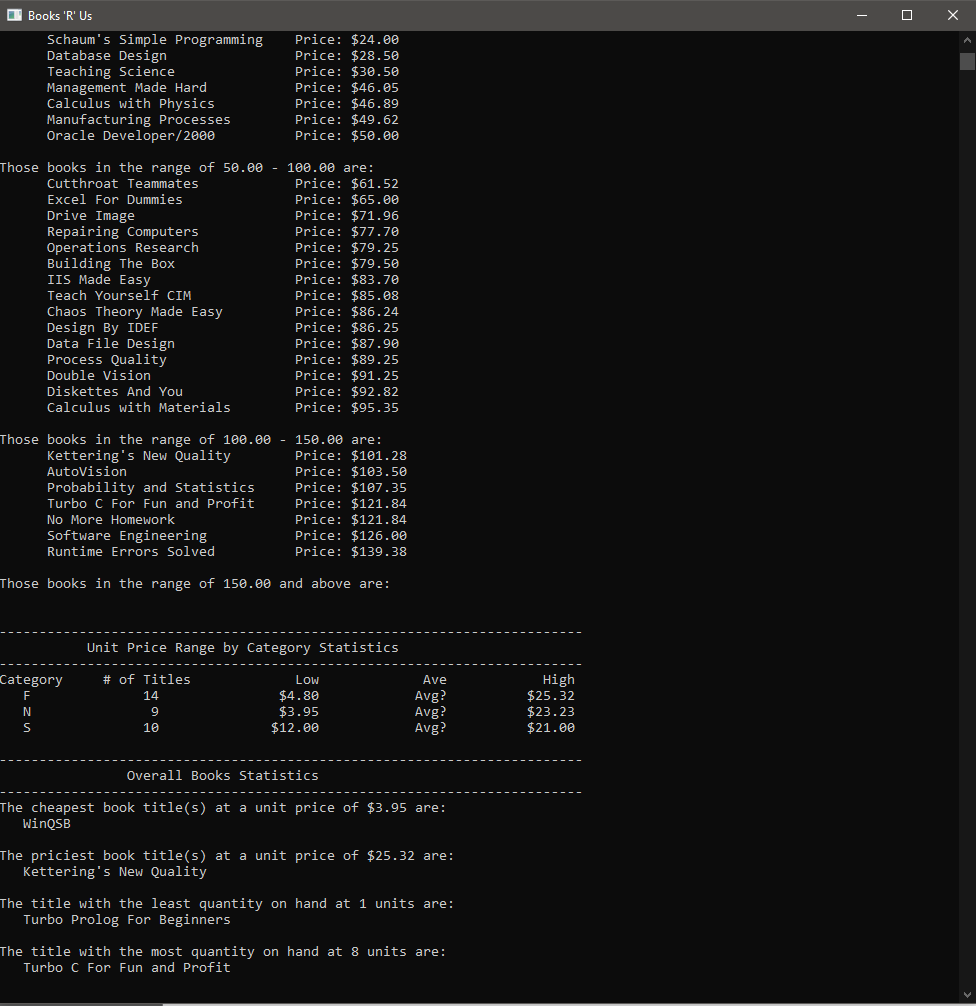 Books 'R' Us
Schaum's Simple Programming Price: $24.00
Database Design Price: $28.50
Teaching Science Price: $30.50
Management Made Hard Price: $46.05
Calculus with Physics Price: $46.89
Manufacturing Processes Price: $49.62
Oracle Developer/2000 Price: $50.00
Those books in the range of 50.00 - 100.00 are:
Cutthroat Teammates Price: $61.52
Excel For Dummies Price: $65.00
Drive Image Price: $71.96
Repairing Computers Price: $77.70
Operations Research Price: $79.25
Building The Box Price: $79.50
IIS Made Easy Price: $83.70
Teach Yourself CIM Price: $85.08
Chaos Theory Made Easy Price: $86.24
Design By IDEF Price: $86.25
Data File Design Price: $87.90
Process Quality Price: $89.25
Double Vision Price: $91.25
Diskettes And You Price: $92.82
Calculus with Materials Price: $95.35
Those books in the range of 100.00 - 150.00 are:
Kettering's New Quality Price: $101.28
AutoVision Price: $103.50
Probability and Statistics Price: $107.35
Turbo C For Fun and Profit Price: $121.84
No More Homework Price: $121.84
Software Engineering Price: $126.00
Runtime Errors Solved Price: $139.38
Those books in the range of 150.00 and above are:
-------------------------------------------------------------------------
Unit Price Range by Category Statistics
-------------------------------------------------------------------------
Category # of Titles Low Ave High
F 14 $4.80 Avg? $25.32
N 9 $3.95 Avg? $23.23
S 10 $12.00 Avg? $21.00
-------------------------------------------------------------------------
Overall Books Statistics
-------------------------------------------------------------------------
The cheapest book title(s) at a unit price of $3.95 are:
WinQSB
The priciest book title(s) at a unit price of $25.32 are:
Kettering's New Quality
The title with the least quantity on hand at 1 units are:
Turbo Prolog For Beginners
The title with the most quantity on hand at 8 units are:
Turbo C For Fun and Profit